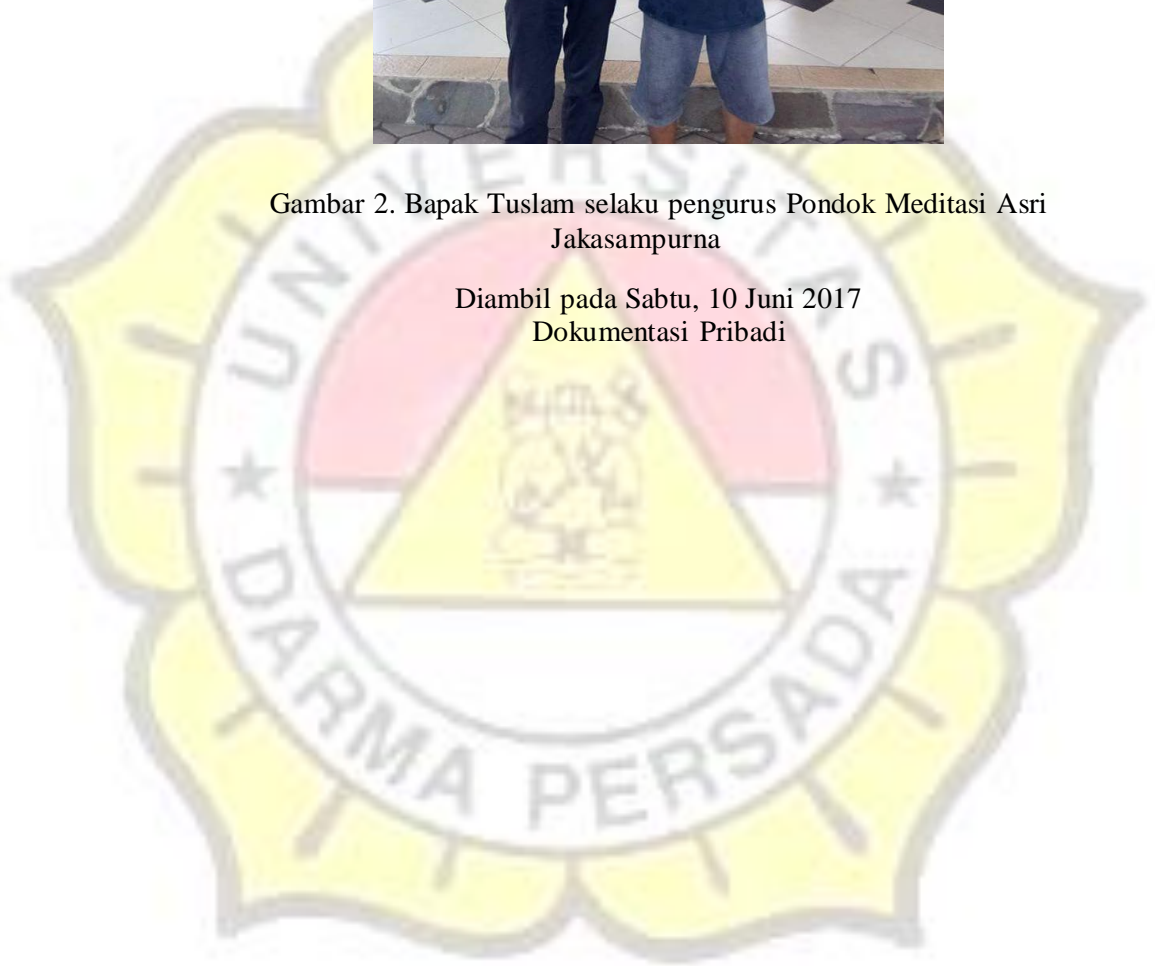 Gambar 2. Bapak Tuslam selaku pengurus Pondok Meditasi Asri
Jakasampurna
Diambil pada Sabtu, 10 Juni 2017
Dokumentasi Pribadi
UNIVERSITAS
DARMA PERSADA